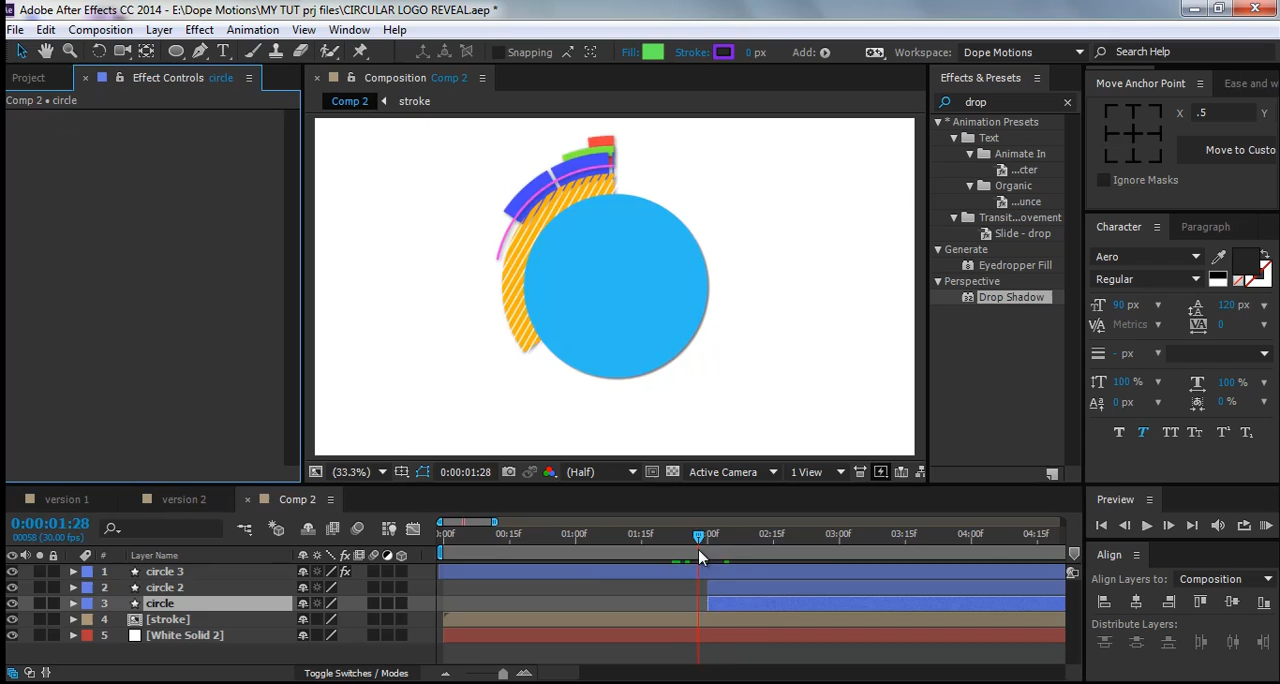 Adobe After Effects CC 2014 - E:\Dope Motions\MY TUT prj files\CIRCULAR LOGO REVEAL.aep *
File Edit Composition Layer Effect Animation View Window Help
Snapping Fill: Stroke: 0 px Add: Workspace: Dope Motions Search Help
Project Effect Controls circle Composition Comp 2 Effects & Presets Move Anchor Point Ease and w
Comp 2 • circle
Comp 2 stroke
drop
X .5 Y
* Animation Presets
Text
Move to Custo
Animate In
...cter
Ignore Masks
Organic
...unce
Transit...ovement
Slide - drop
Character Paragraph
Generate
Eyedropper Fill
Aero
Perspective
Regular
Drop Shadow
90 px 120 px
Metrics 0
- px
100 % 100 %
0 px 0 %
T T TT TT T¹ T₁
(33.3%) 0:00:01:28 (Half) Active Camera 1 View
version 1 version 2 Comp 2 Preview
0:00:01:28
00058 (30.00 fps)
:00f 00:15f 01:00f 01:15f 00f 02:15f 03:00f 03:15f 04:00f 04:15f
# Layer Name Align
1 circle 3
Align Layers to: Composition
2 circle 2
3 circle
4 [stroke]
Distribute Layers:
5 [White Solid 2]
Toggle Switches / Modes